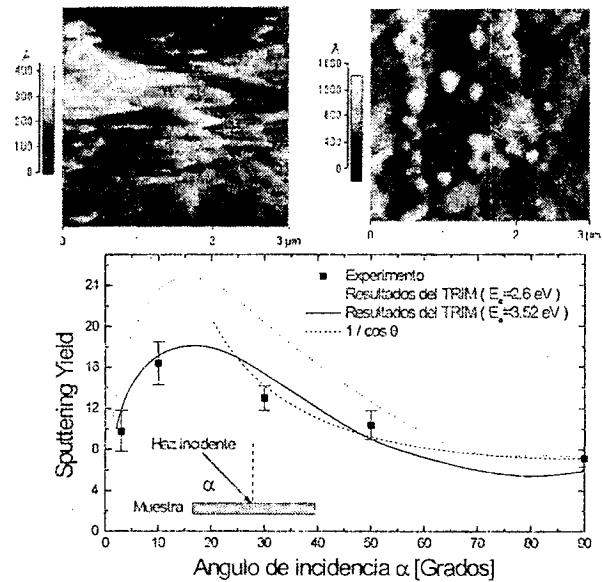 Å
400
300
200
100
0
0
1
2
3 μm
Å
1500
1000
500
0
0
1
2
3 μm
Sputtering Yield
24
20
16
12
8
4
0
Experimento
Resultados del TRIM ( E =2.6 eV )
Resultados del TRIM ( E =3.52 eV )
1 / cos θ
Haz incidente
α
Muestra
0 10 20 30 40 50 60 70 80 90
Angulo de incidencia α [Grados]